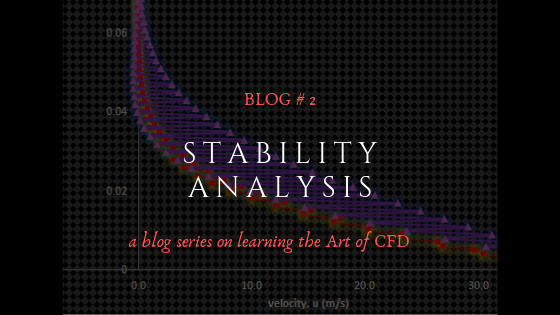 0.06
BLOG # 2
0.04
STABILITY
ANALYSIS
0.02
a blog series on learning the Art of CFD
0
0.0 10.0 20.0 30.0
velocity, u (m/s)